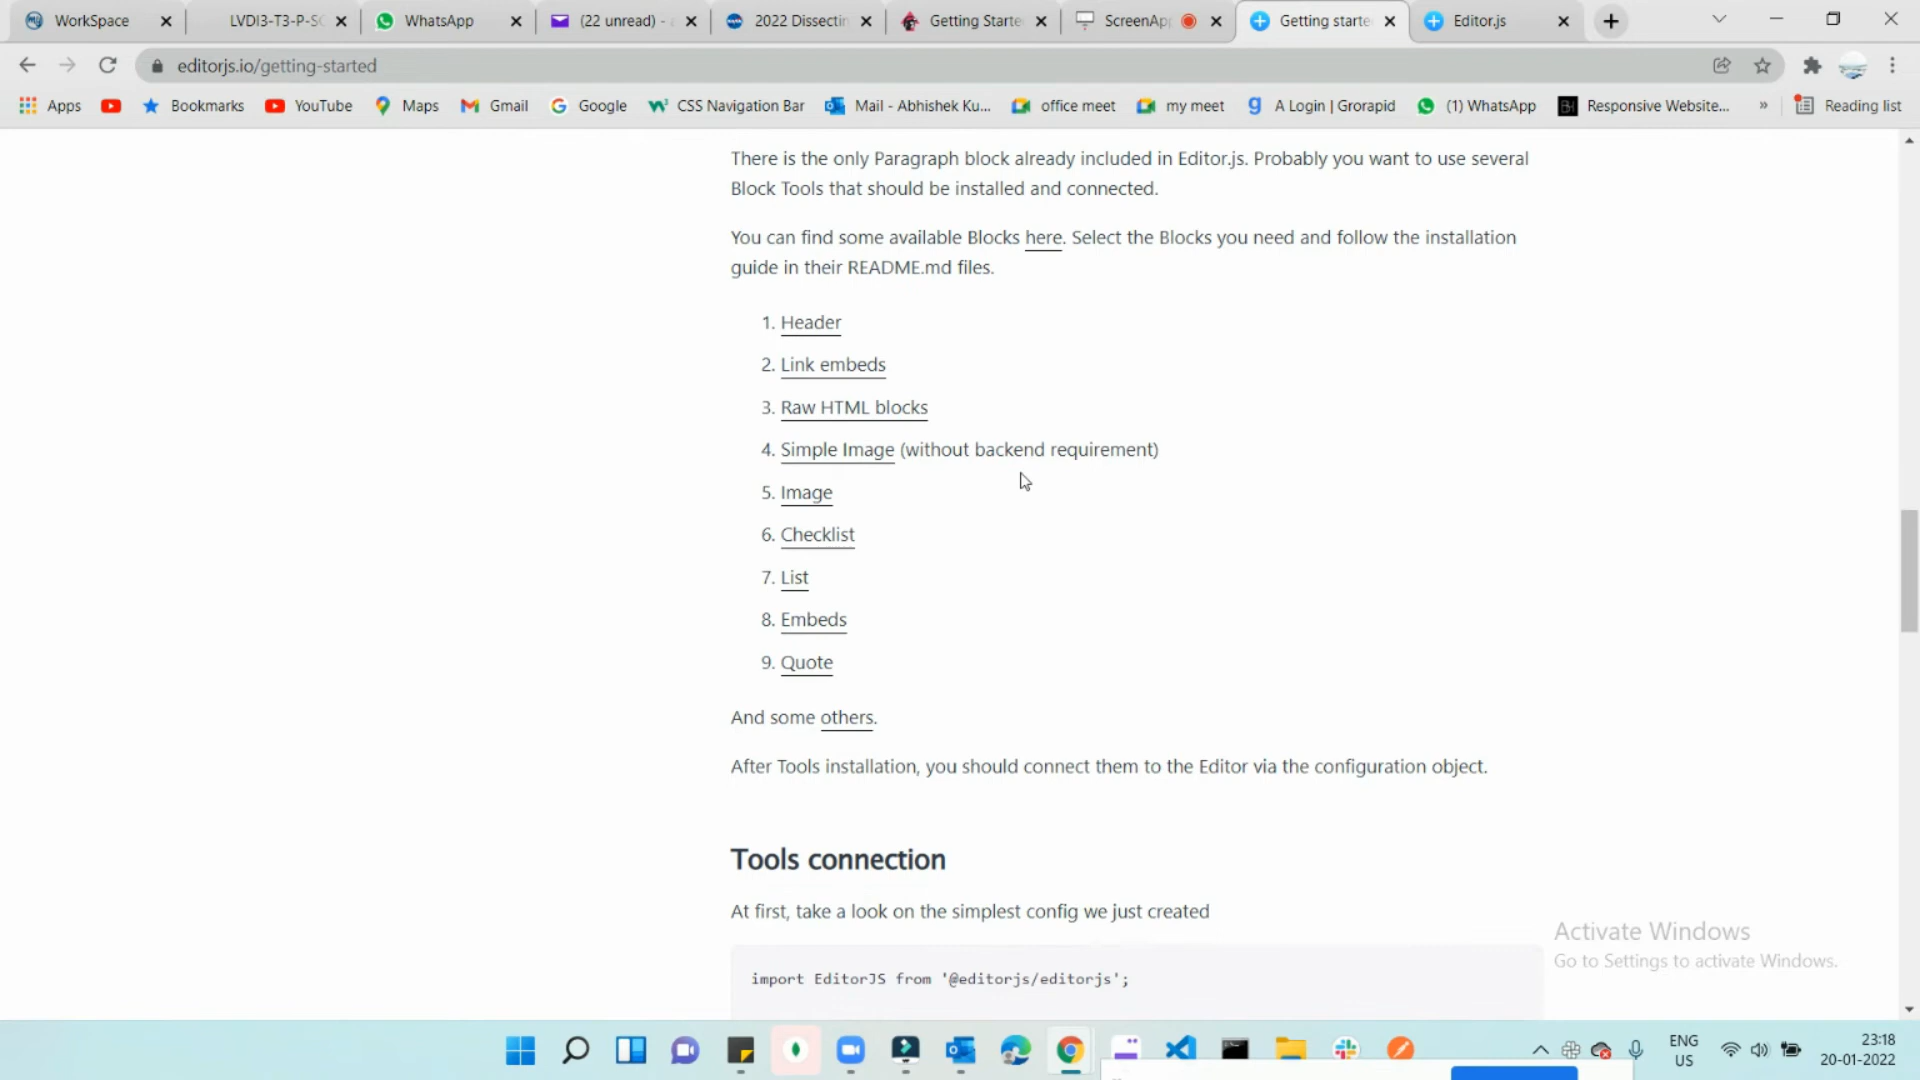 WorkSpace
LVDI3-T3-P-SC
WhatsApp
(22 unread) -
2022 Dissectin
Getting Starte
ScreenAp
Getting starte
Editor.js
editorjs.io/getting-started
Apps
Bookmarks
YouTube
Maps
Gmail
Google
CSS Navigation Bar
Mail - Abhishek Ku...
office meet
my meet
A Login | Grorapid
(1) WhatsApp
Responsive Website...
»
Reading list
There is the only Paragraph block already included in Editor.js. Probably you want to use several
Block Tools that should be installed and connected.
You can find some available Blocks here. Select the Blocks you need and follow the installation
guide in their README.md files.
1. Header
2. Link embeds
3. Raw HTML blocks
4. Simple Image (without backend requirement)
5. Image
6. Checklist
7. List
8. Embeds
9. Quote
And some others.
After Tools installation, you should connect them to the Editor via the configuration object.
Tools connection
At first, take a look on the simplest config we just created
import EditorJS from '@editorjs/editorjs';
Activate Windows
Go to Settings to activate Windows.
ENG
US
23:18
20-01-2022